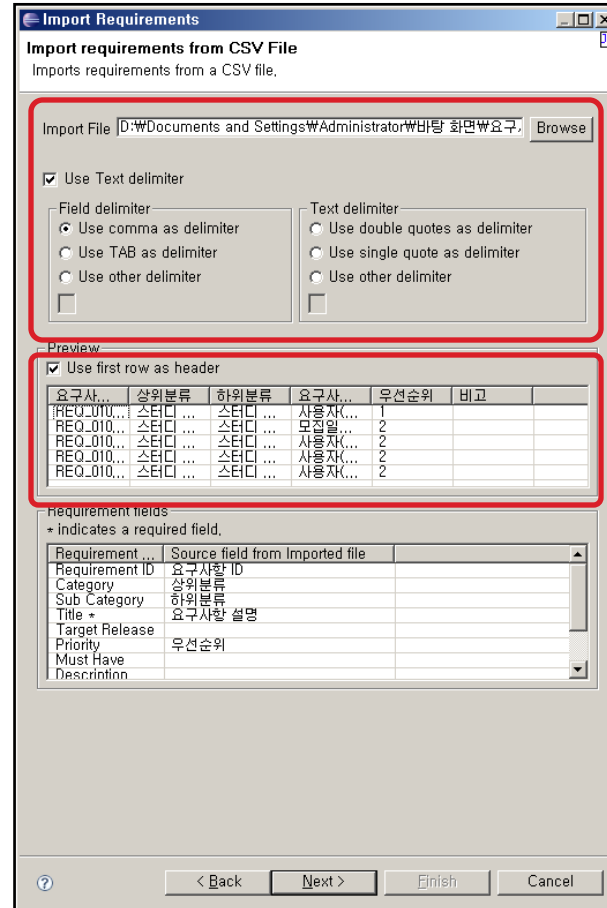 Import Requirements
Import requirements from CSV File
Imports requirements from a CSV file,
Import File D:₩Documents and Settings₩Administrator₩바탕 화면₩요구, Browse
Use Text delimiter
Field delimiter
Use comma as delimiter
Use TAB as delimiter
Use other delimiter
Text delimiter
Use double quotes as delimiter
Use single quote as delimiter
Use other delimiter
Preview
Use first row as header
요구사... 상위분류 하위분류 요구사... 우선순위 비고
REQ_010... 스터디 ... 스터디 ... 사용자(... 1
REQ_010... 스터디 ... 스터디 ... 모집일... 2
REQ_010... 스터디 ... 스터디 ... 사용자(... 2
REQ_010... 스터디 ... 스터디 ... 사용자(... 2
REQ_010... 스터디 ... 스터디 ... 사용자(... 2
Requirement fields
* indicates a required field,
Requirement ... Source field from Imported file
Requirement ID 요구사항 ID
Category 상위분류
Sub Category 하위분류
Title * 요구사항 설명
Target Release
Priority 우선순위
Must Have
Description
< Back Next > Finish Cancel